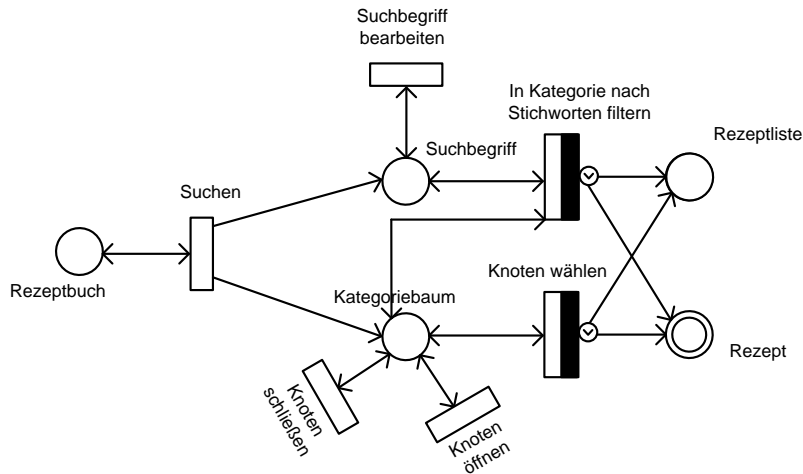 Suchbegriff
bearbeiten
In Kategorie nach
Stichworten filtern
Rezeptliste
Suchbegriff
Suchen
Rezeptbuch
Kategoriebaum
Knoten wählen
Rezept
Knoten
schließen
Knoten
öffnen